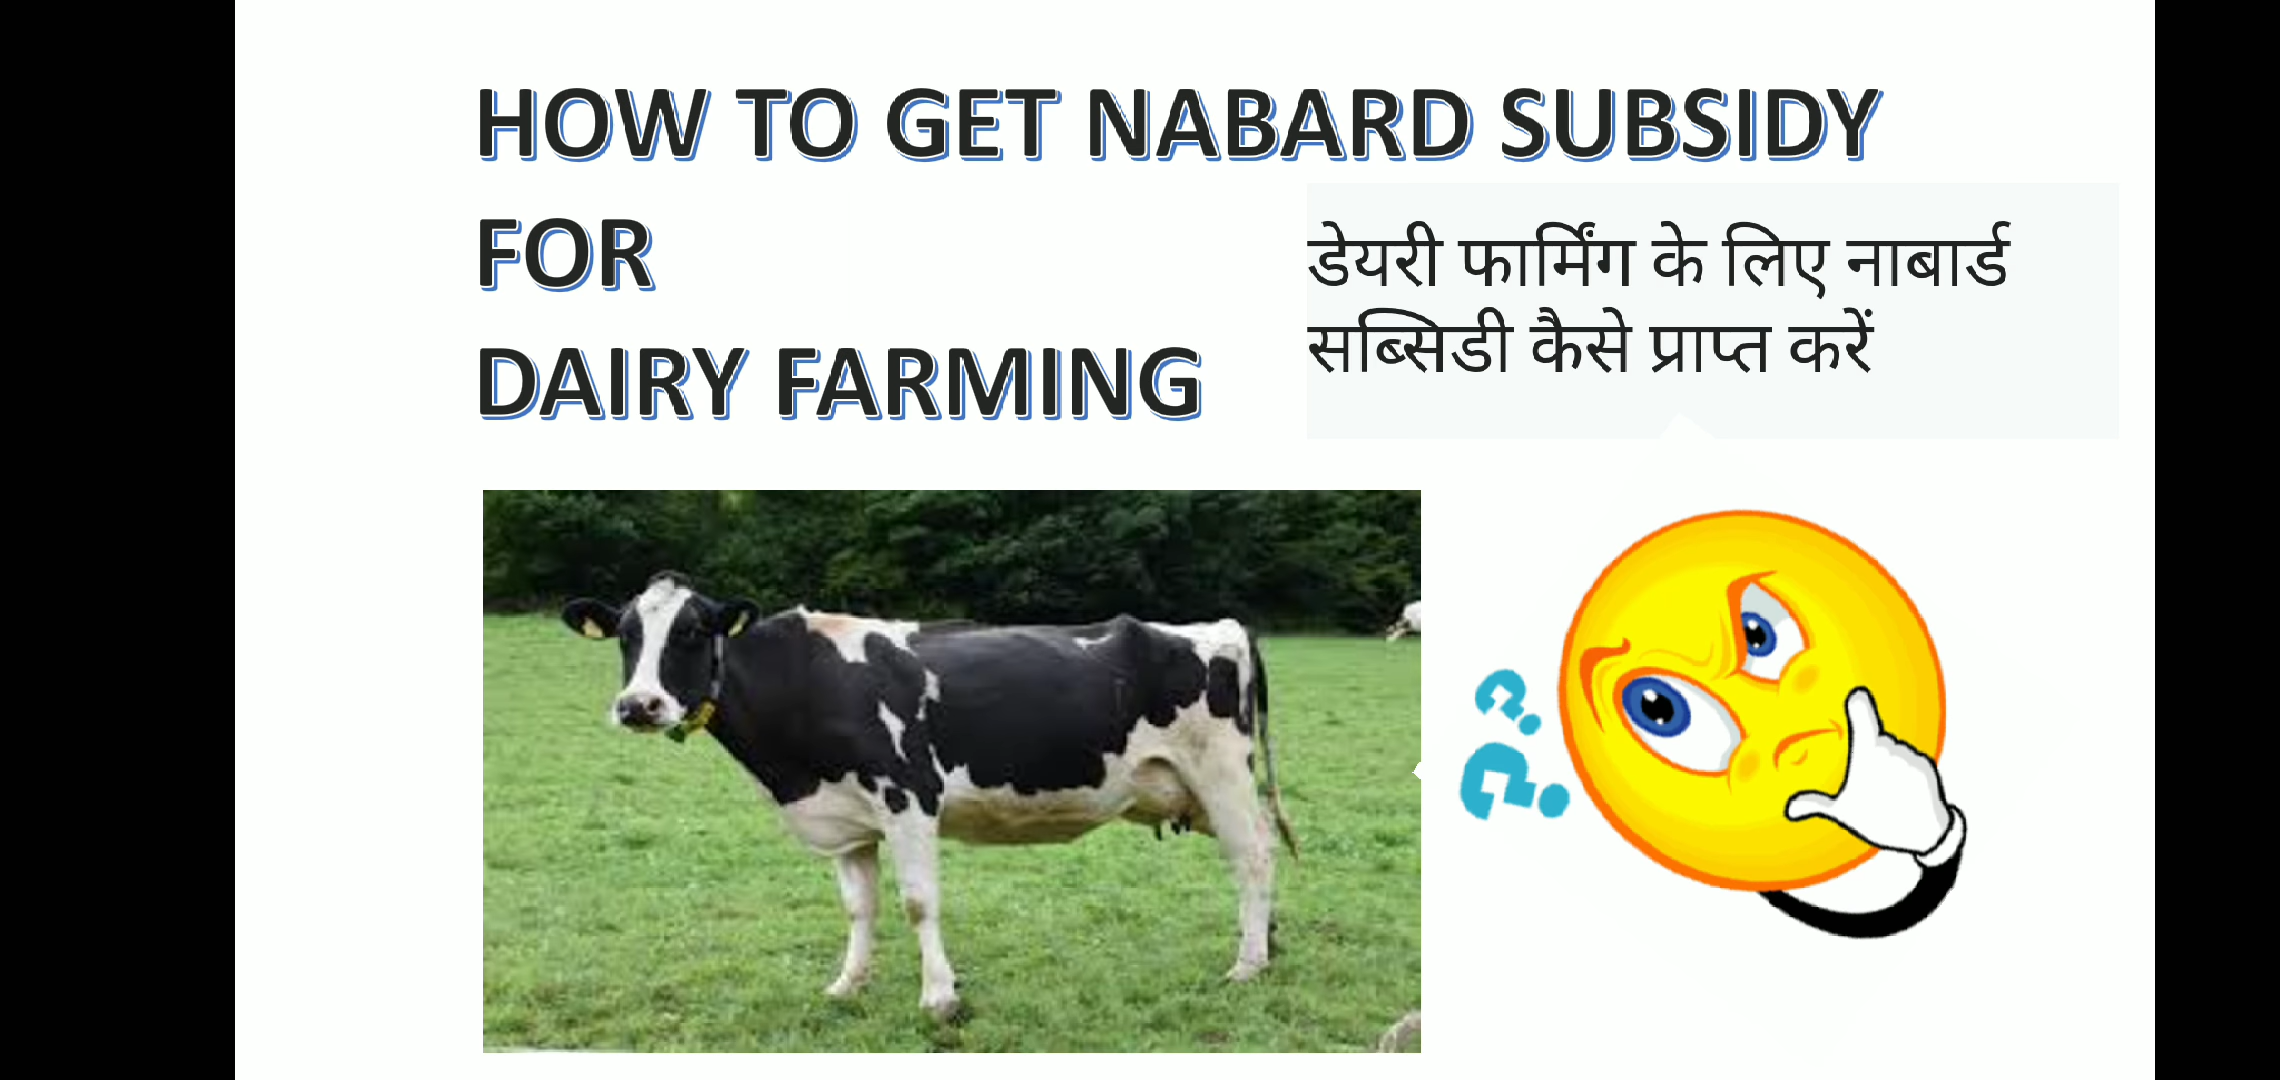 HOW TO GET NABARD SUBSIDY
FOR
DAIRY FARMING
डेयरी फार्मिंग के लिए नाबार्ड
सब्सिडी कैसे प्राप्त करें
??